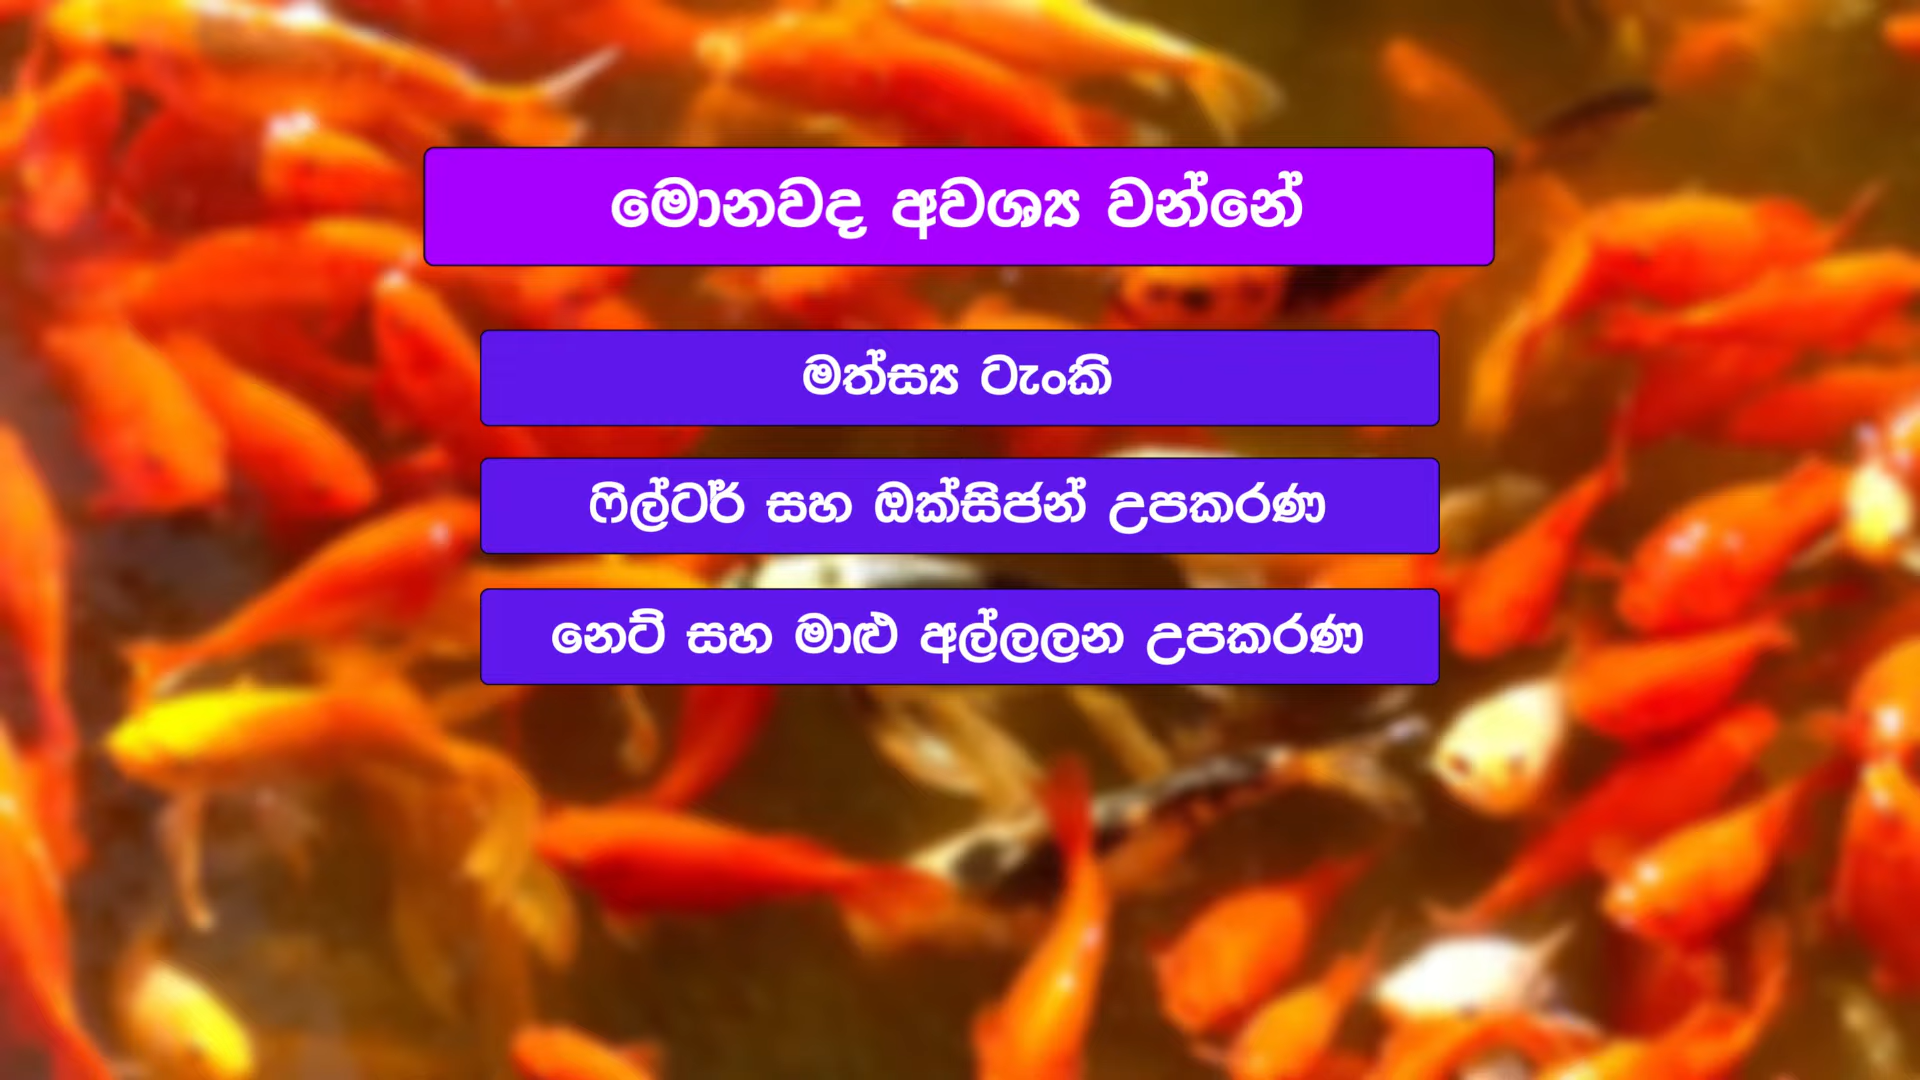 මොනවද අවශ්‍ය වන්නේ
මත්ස්‍ය ටැංකි
ෆිල්ටර් සහ ඔක්සිජන් උපකරණ
නෙට් සහ මාළු අල්ලලන උපකරණ